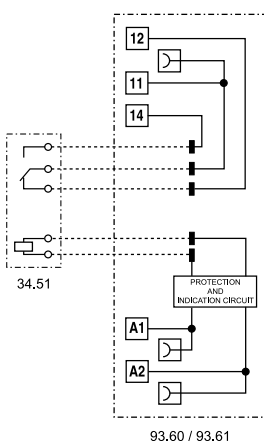 12
11
14
34.51
PROTECTION
AND
INDICATION CIRCUIT
A1
A2
93.60 / 93.61